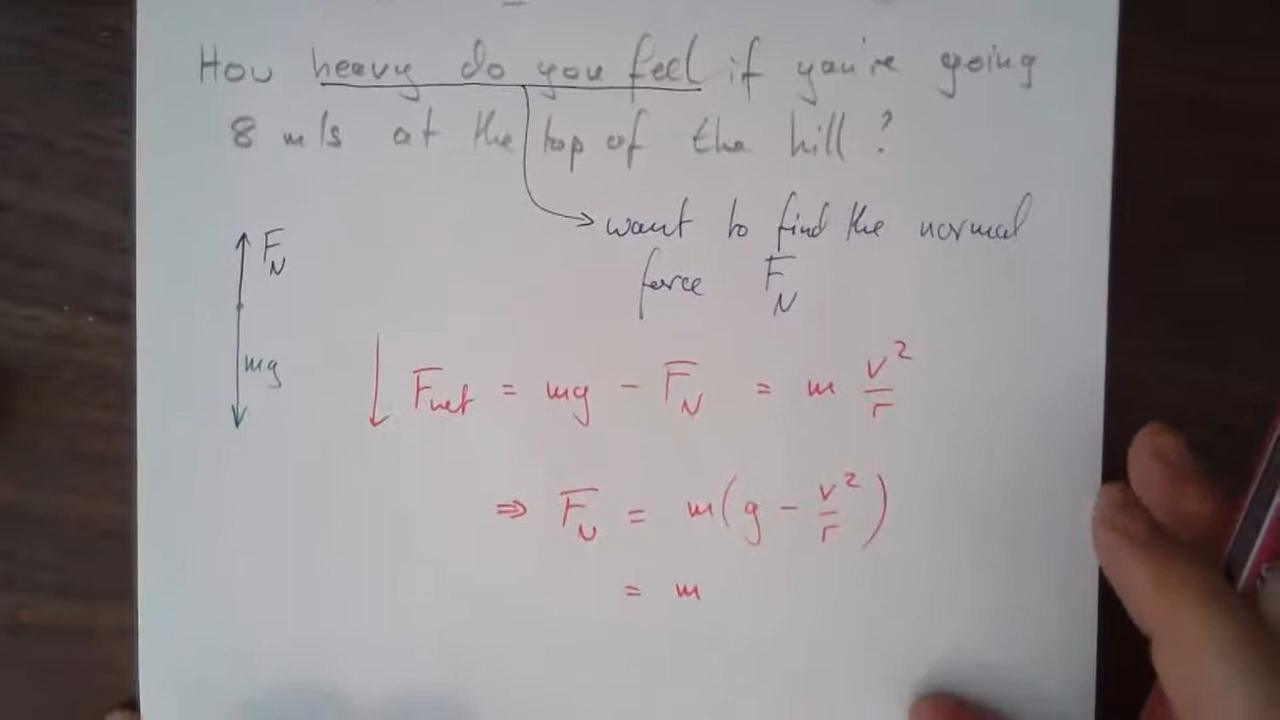 How heavy do you feel if you're going
8 m/s at the top of the hill?
want to find the normal
force F_N
F_N
mg
F_net = mg - F_N = m v²/r
⇒ F_N = m(g - v²/r)
= m